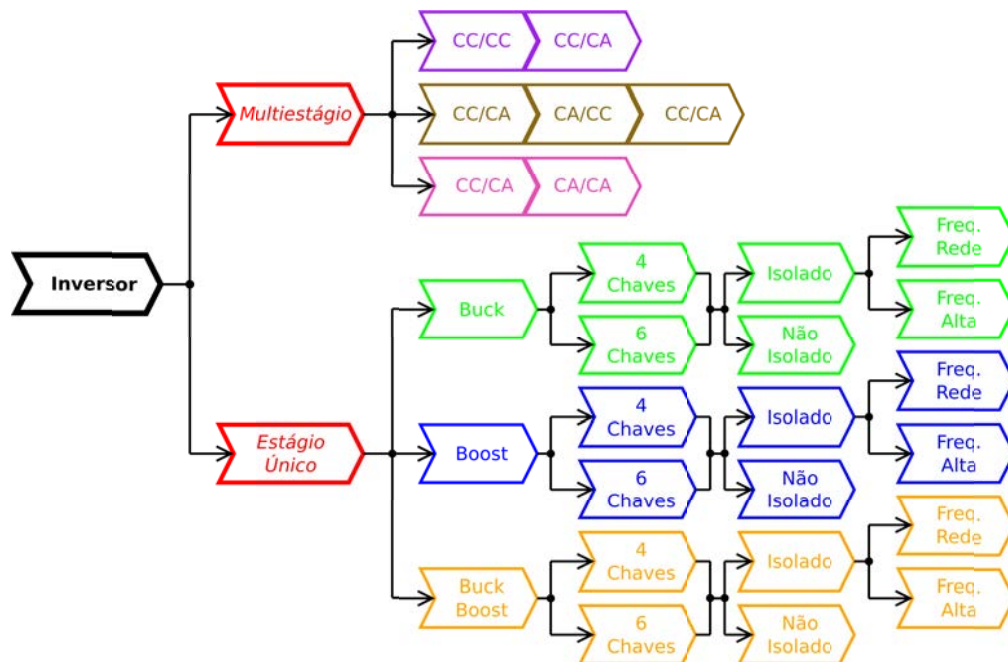 CC/CC
CC/CA
Multiestágio
CC/CA
CA/CC
CC/CA
CC/CA
CA/CA
Inversor
Estágio
Único
Buck
4
Chaves
6
Chaves
Isolado
Não
Isolado
Freq.
Rede
Freq.
Alta
Boost
4
Chaves
6
Chaves
Isolado
Não
Isolado
Freq.
Rede
Freq.
Alta
Buck
Boost
4
Chaves
6
Chaves
Isolado
Não
Isolado
Freq.
Rede
Freq.
Alta